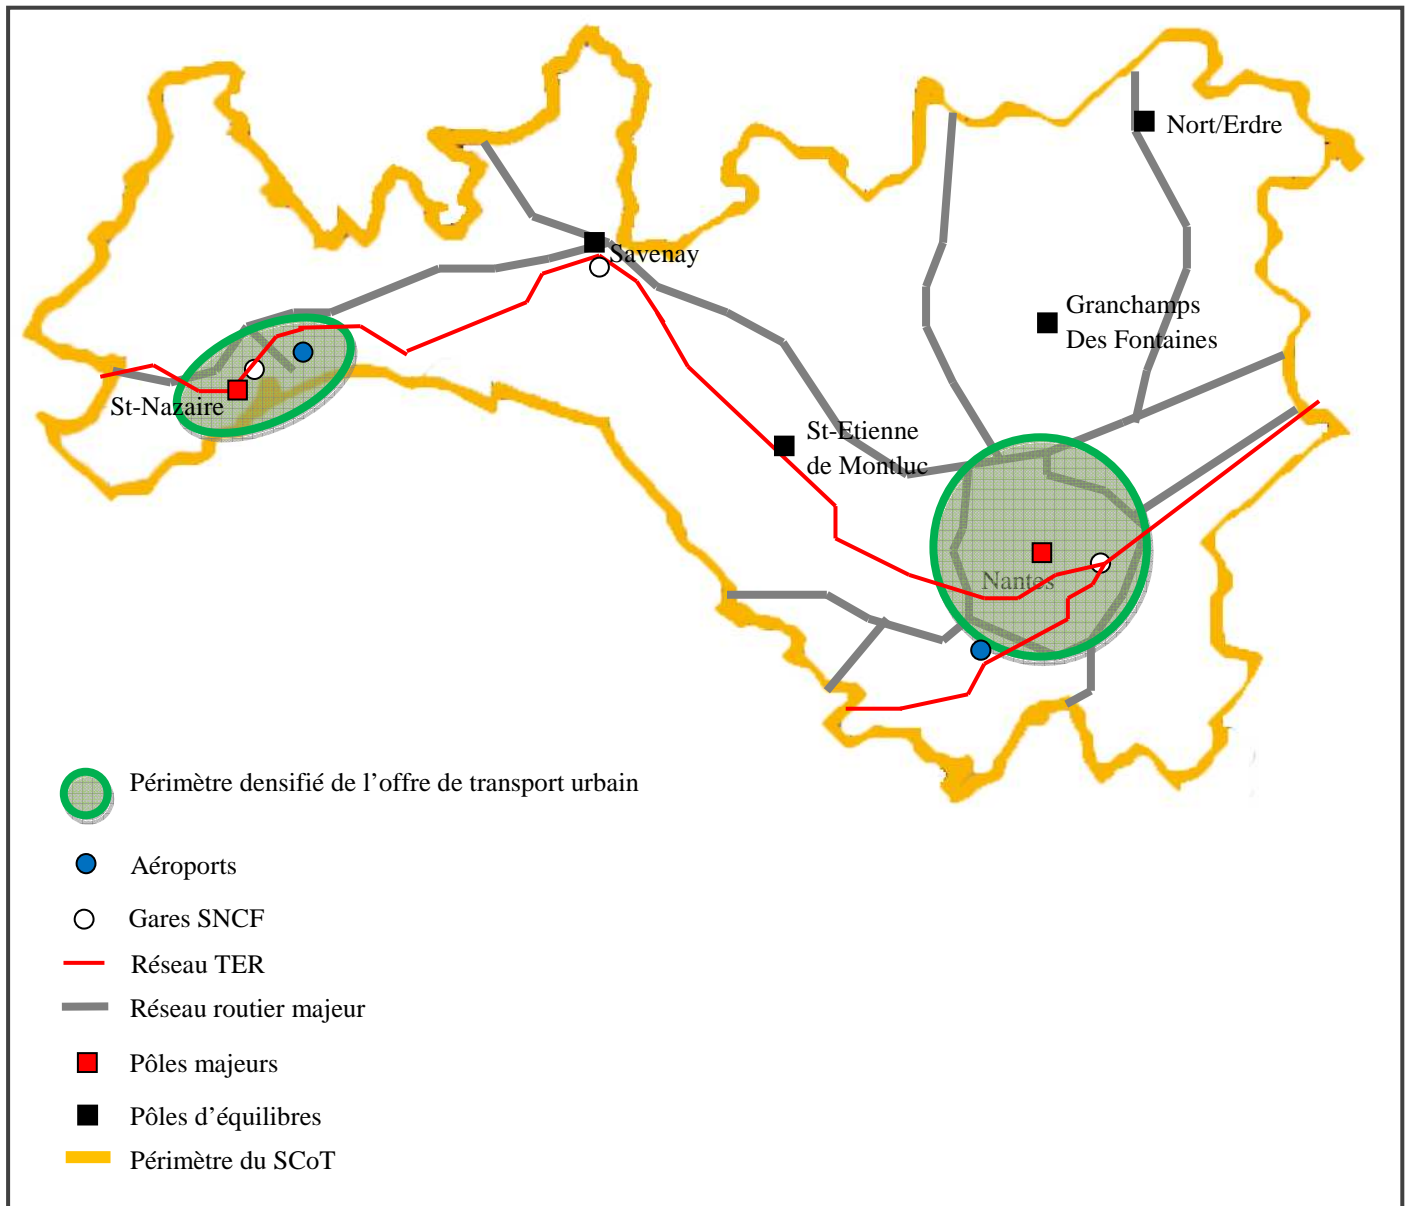 Nort/Erdre
Savenay
Granchamps
Des Fontaines
St-Nazaire
St-Etienne
de Montluc
Nantes
Périmètre densifié de l’offre de transport urbain
Aéroports
Gares SNCF
Réseau TER
Réseau routier majeur
Pôles majeurs
Pôles d’équilibres
Périmètre du SCoT